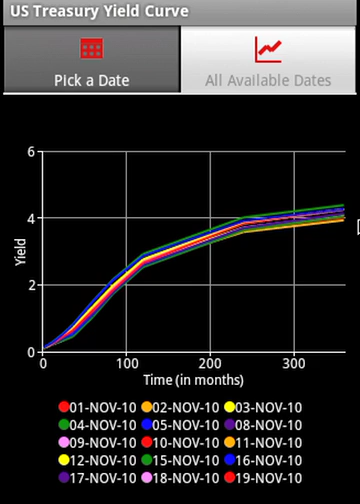 US Treasury Yield Curve
Pick a Date All Available Dates
6
4
Yield
2
0
0 100 200 300
Time (in months)
01-NOV-10 02-NOV-10 03-NOV-10
04-NOV-10 05-NOV-10 08-NOV-10
09-NOV-10 10-NOV-10 11-NOV-10
12-NOV-10 15-NOV-10 16-NOV-10
17-NOV-10 18-NOV-10 19-NOV-10